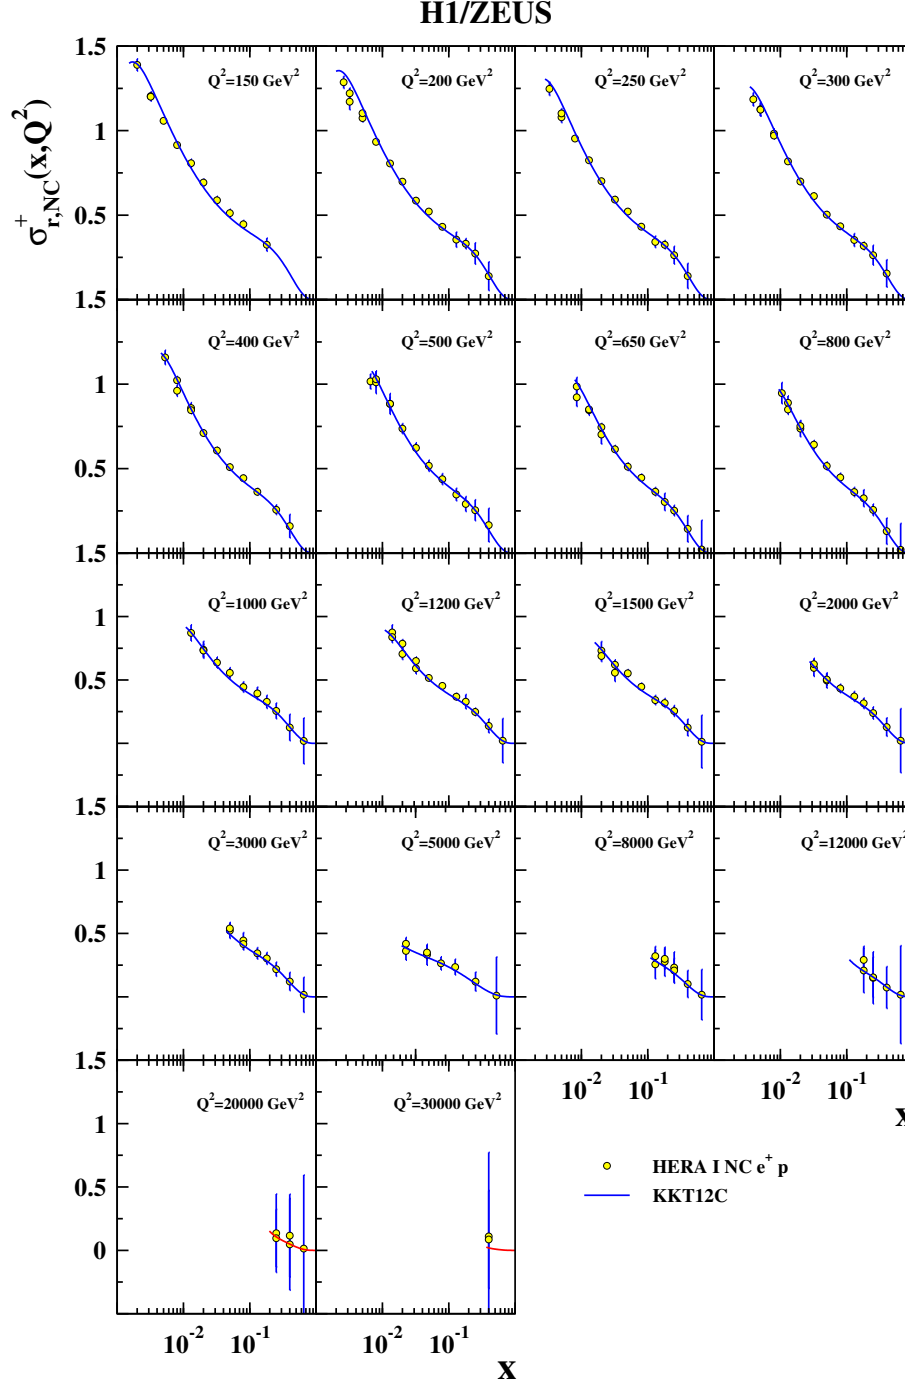 H1/ZEUS
σ⁺r,NC(x,Q²)
1.5
Q²=150 GeV²
Q²=200 GeV²
Q²=250 GeV²
Q²=300 GeV²
1
0.5
1.5
Q²=400 GeV²
Q²=500 GeV²
Q²=650 GeV²
Q²=800 GeV²
1
0.5
1.5
Q²=1000 GeV²
Q²=1200 GeV²
Q²=1500 GeV²
Q²=2000 GeV²
1
0.5
1.5
Q²=3000 GeV²
Q²=5000 GeV²
Q²=8000 GeV²
Q²=12000 GeV²
1
0.5
1.5
10⁻² 10⁻¹ 10⁻² 10⁻¹
x
Q²=20000 GeV²
Q²=30000 GeV²
1
0.5
0
HERA I NC e⁺ p
KKT12C
10⁻² 10⁻¹ 10⁻² 10⁻¹
x